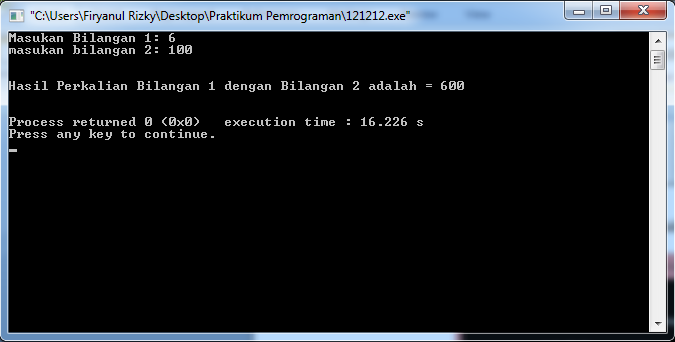 "C:\Users\Firyanul Rizky\Desktop\Praktikum Pemrograman\121212.exe"
Masukan Bilangan 1: 6
masukan bilangan 2: 100
Hasil Perkalian Bilangan 1 dengan Bilangan 2 adalah = 600
Process returned 0 (0x0)   execution time : 16.226 s
Press any key to continue.